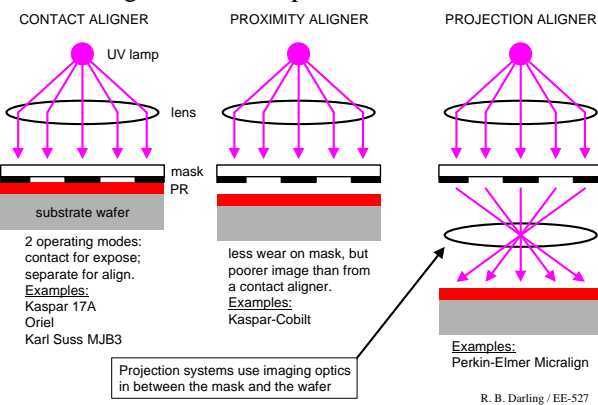 CONTACT ALIGNER
PROXIMITY ALIGNER
PROJECTION ALIGNER
UV lamp
lens
mask
PR
substrate wafer
2 operating modes:
contact for expose;
separate for align.
Examples:
Kaspar 17A
Oriel
Karl Suss MJB3
less wear on mask, but
poorer image than from
a contact aligner.
Examples:
Kaspar-Cobilt
Examples:
Perkin-Elmer Micralign
Projection systems use imaging optics
in between the mask and the wafer
R. B. Darling / EE-527